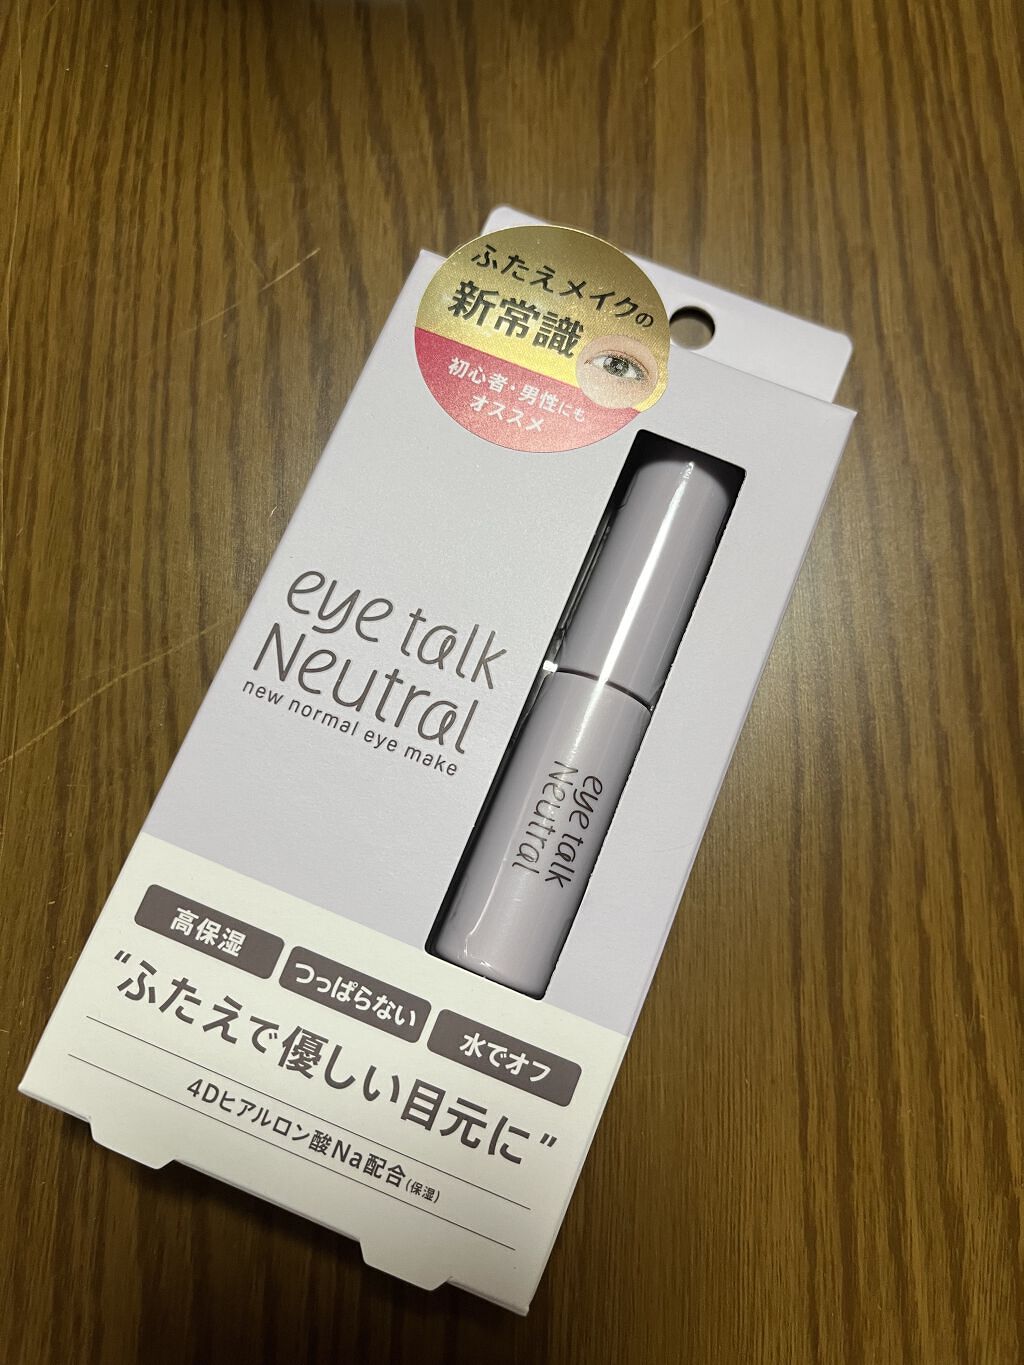 ふたえメイクの
新常識
初心者・男性にも
オススメ
eye talk
Neutral
new normal eye make
eye talk
Neutral
高保湿
つっぱらない
水でオフ
“ふたえで優しい目元に”
4Dヒアルロン酸Na配合(保湿)